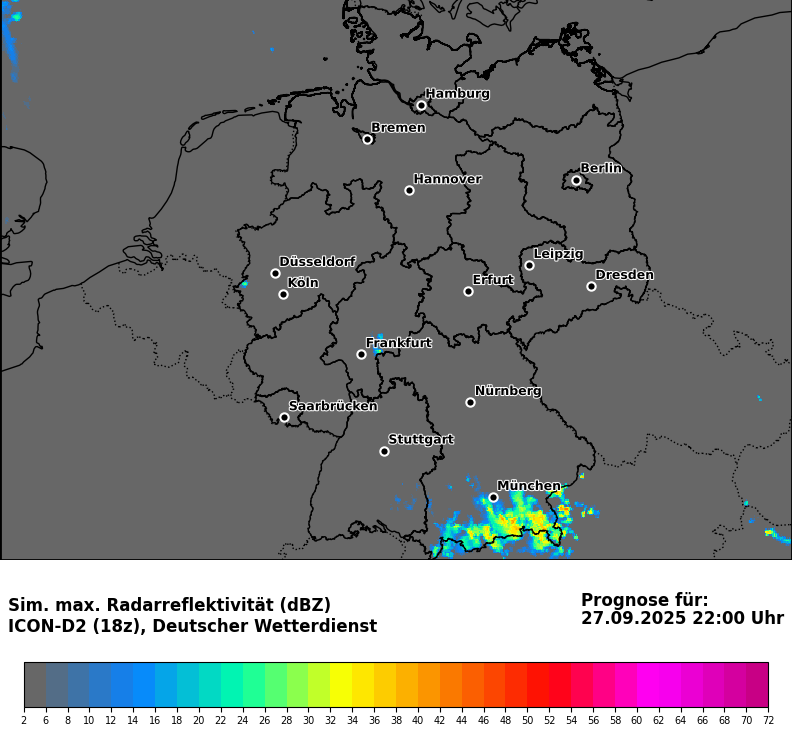 Hamburg
Bremen
Berlin
Hannover
Leipzig
Düsseldorf
Dresden
Köln
Erfurt
Frankfurt
Nürnberg
Saarbrücken
Stuttgart
München
Sim. max. Radarreflektivität (dBZ)
ICON-D2 (18z), Deutscher Wetterdienst
Prognose für:
27.09.2025 22:00 Uhr
2 6 8 10 12 14 16 18 20 22 24 26 28 30 32 34 36 38 40 42 44 46 48 50 52 54 56 58 60 62 64 66 68 70 72